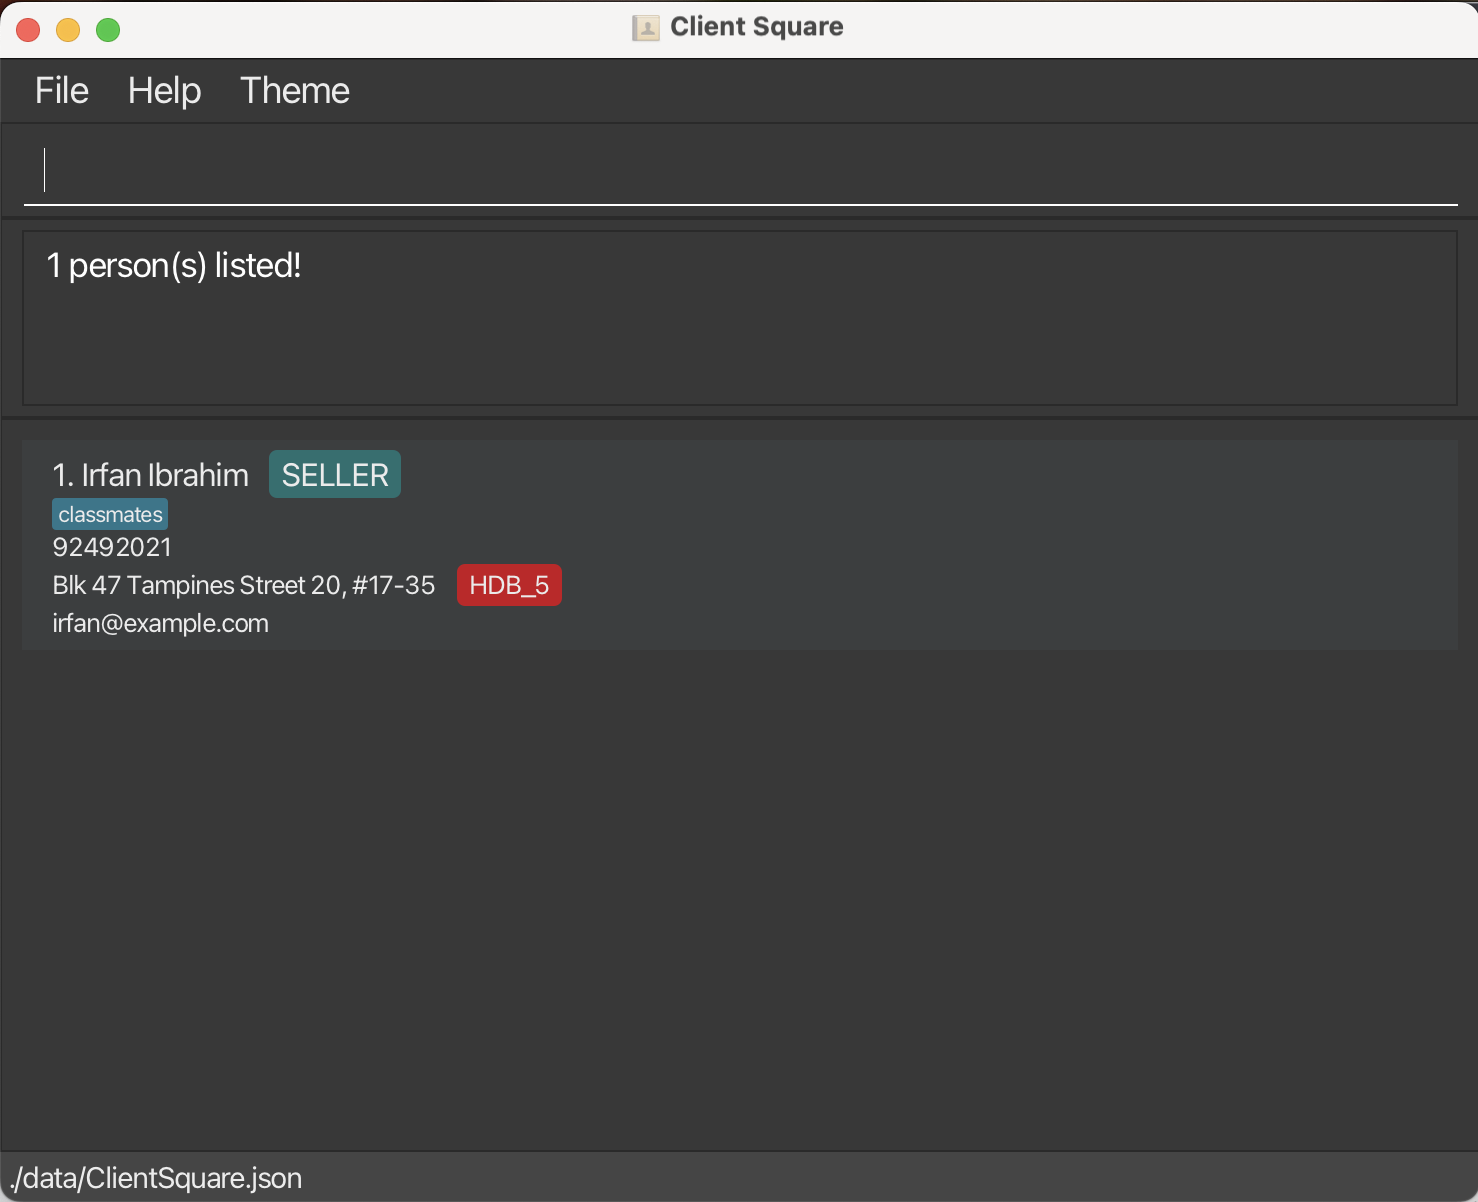 Client Square
File Help Theme
1 person(s) listed!
1. Irfan Ibrahim SELLER
classmates
92492021
Blk 47 Tampines Street 20, #17-35 HDB_5
irfan@example.com
./data/ClientSquare.json